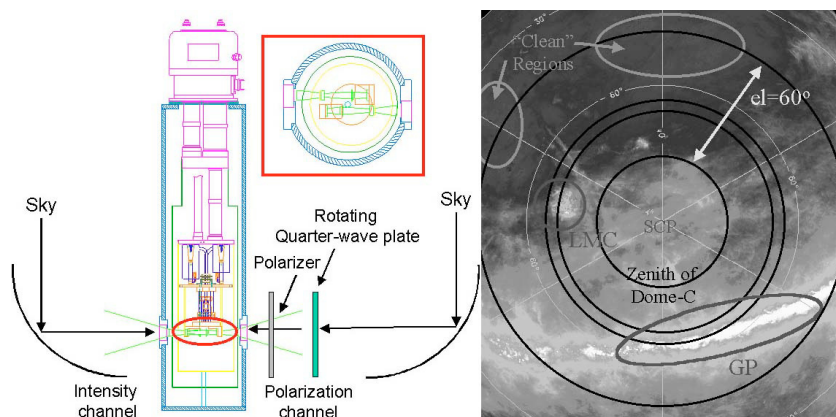 Sky
Rotating
Quarter-wave plate
Polarizer
Sky
Intensity
channel
Polarization
channel
30°
"Clean"
Regions
60°
el=60°
LMC
SCP
60°
60°
Zenith of
Dome-C
GP